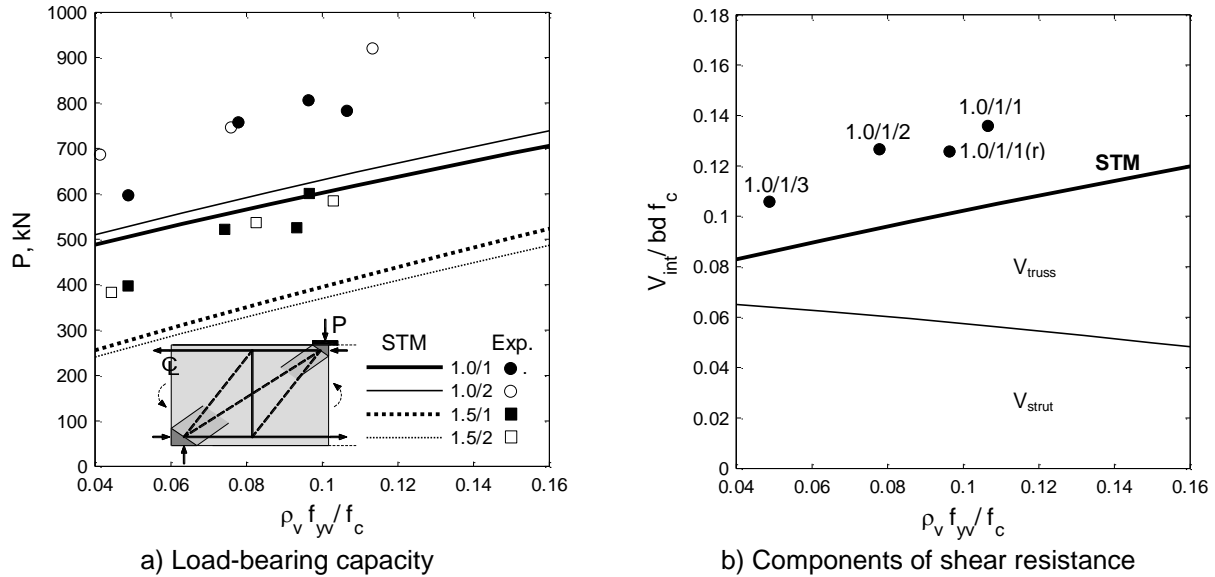 1000
900
800
700
600
500
400
300
200
100
0
P, kN
0.04 0.06 0.08 0.1 0.12 0.14 0.16
ρv fyv / fc
P
℄
STM Exp.
1.0/1 .
1.0/2
1.5/1
1.5/2
a) Load-bearing capacity
0.18
0.16
0.14
0.12
0.1
0.08
0.06
0.04
0.02
0
Vint/ bd fc
0.04 0.06 0.08 0.1 0.12 0.14 0.16
ρv fyv / fc
1.0/1/1
1.0/1/2
1.0/1/1(r)
1.0/1/3
STM
Vtruss
Vstrut
b) Components of shear resistance